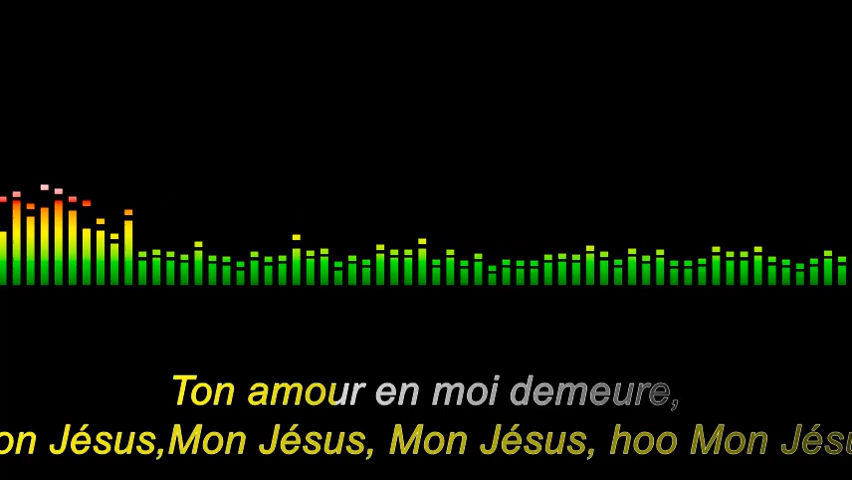 Ton amour en moi demeure,
on Jésus,Mon Jésus, Mon Jésus, hoo Mon Jésu